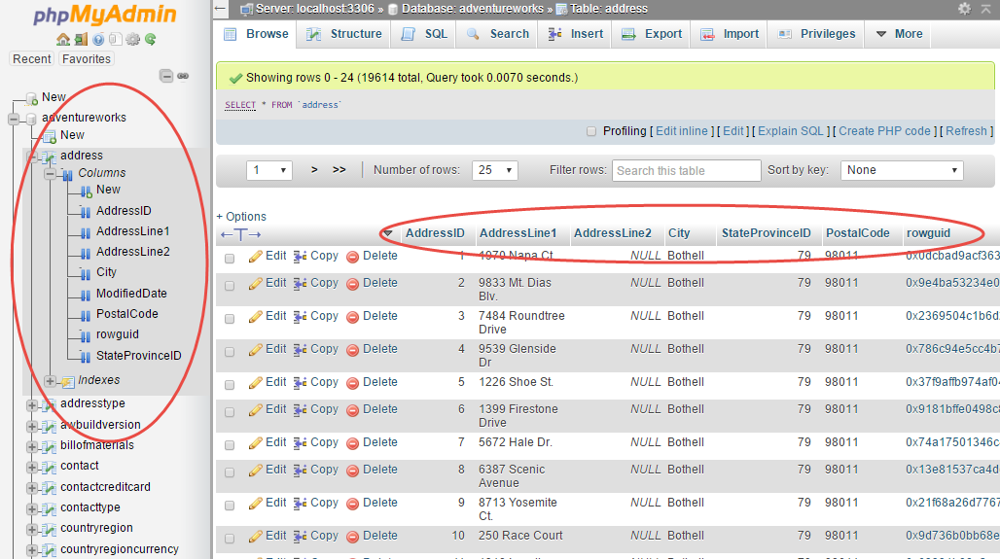 phpMyAdmin
Recent Favorites
New
adventureworks
New
address
Columns
New
AddressID
AddressLine1
AddressLine2
City
ModifiedDate
PostalCode
rowguid
StateProvinceID
Indexes
addresstype
awbuildversion
billofmaterials
contact
contactcreditcard
contacttype
countryregion
countryregioncurrency
Server: localhost:3306 » Database: adventureworks » Table: address
Browse Structure SQL Search Insert Export Import Privileges More
Showing rows 0 - 24 (19614 total, Query took 0.0070 seconds.)
SELECT * FROM `address`
Profiling [ Edit inline ] [ Edit ] [ Explain SQL ] [ Create PHP code ] [ Refresh ]
1 > >> Number of rows: 25 Filter rows: Search this table Sort by key: None
+ Options
←T→ AddressID AddressLine1 AddressLine2 City StateProvinceID PostalCode rowguid
Edit Copy Delete 1 1970 Napa Ct. NULL Bothell 79 98011 0x0dcbad9acf363
Edit Copy Delete 2 9833 Mt. Dias NULL Bothell 79 98011 0x9e4ba53234e0
Blv.
Edit Copy Delete 3 7484 Roundtree NULL Bothell 79 98011 0x2369504c1b6d
Drive
Edit Copy Delete 4 9539 Glenside NULL Bothell 79 98011 0x786c94e5cc4b7
Dr
Edit Copy Delete 5 1226 Shoe St. NULL Bothell 79 98011 0x37f9affb974af0
Edit Copy Delete 6 1399 Firestone NULL Bothell 79 98011 0x9181bffe0498c
Drive
Edit Copy Delete 7 5672 Hale Dr. NULL Bothell 79 98011 0x74a17501346c
Edit Copy Delete 8 6387 Scenic NULL Bothell 79 98011 0x13e81537ca4d
Avenue
Edit Copy Delete 9 8713 Yosemite NULL Bothell 79 98011 0x21f68a26d7767
Ct.
Edit Copy Delete 10 250 Race Court NULL Bothell 79 98011 0x9d736b0bb68e